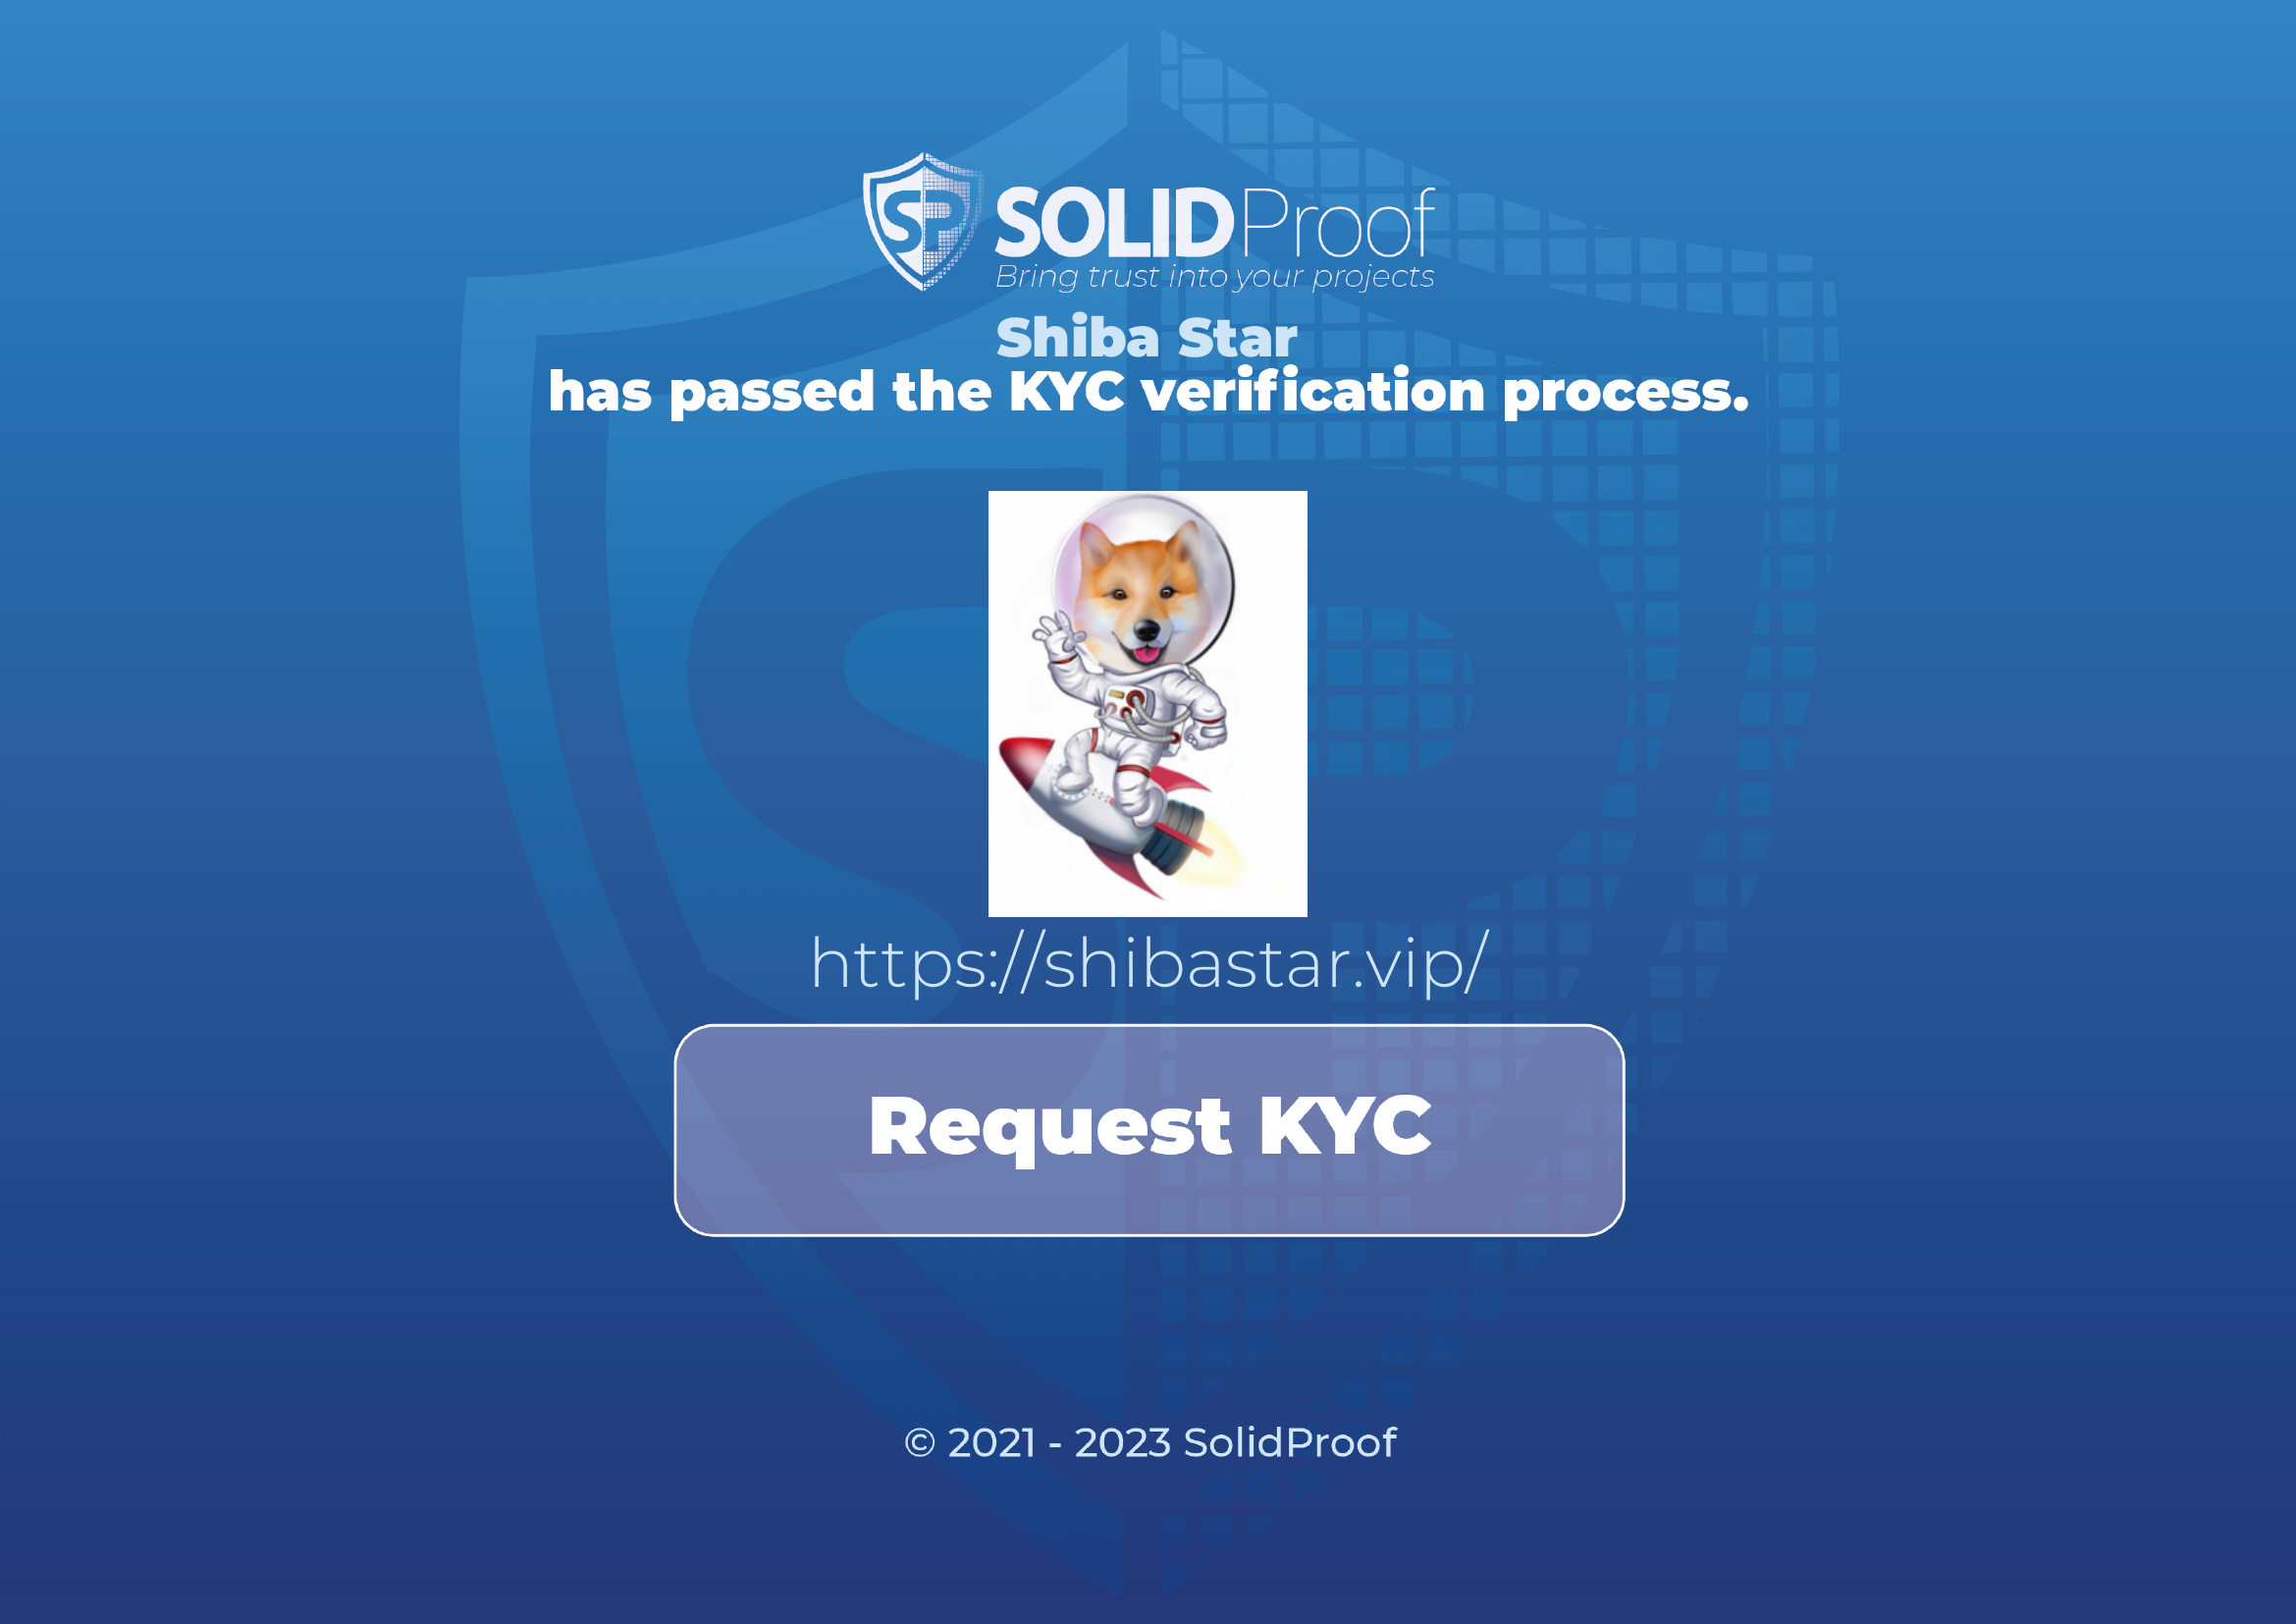 SP SOLIDProof
Bring trust into your projects
Shiba Star
has passed the KYC verification process.
https://shibastar.vip/
Request KYC
© 2021 - 2023 SolidProof